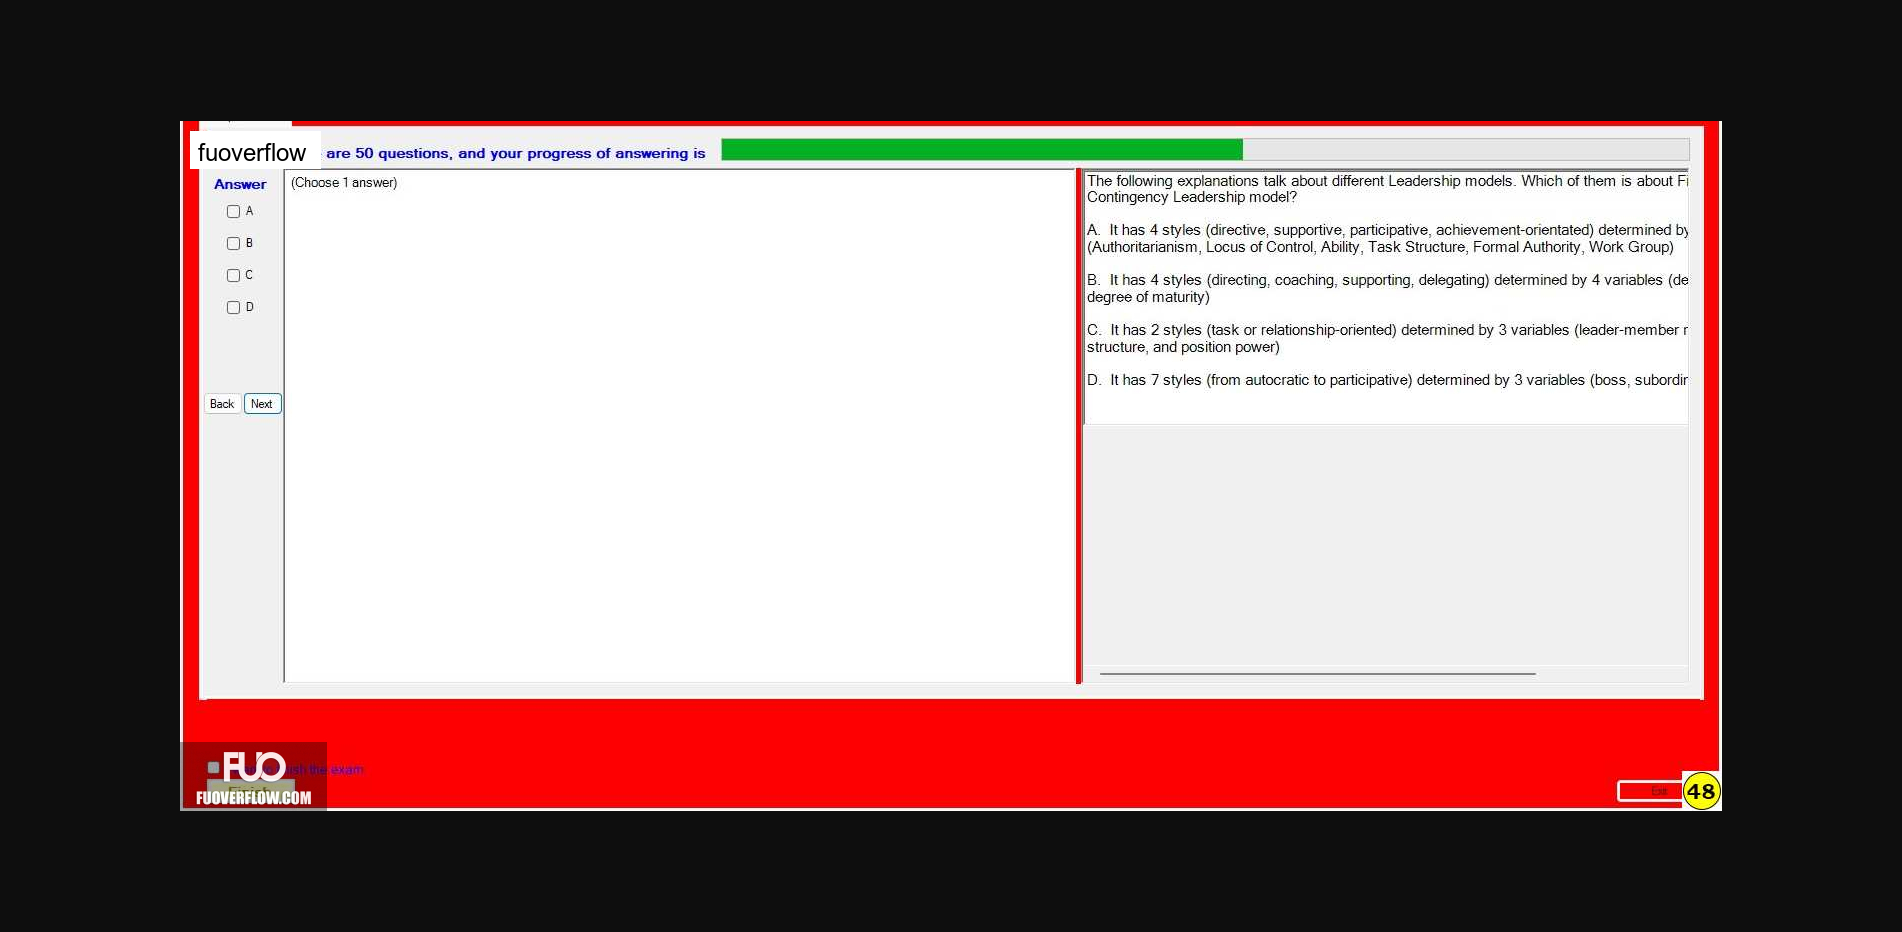 fuoverflow are 50 questions, and your progress of answering is
Answer
A
B
C
D
Back Next
(Choose 1 answer)
The following explanations talk about different Leadership models. Which of them is about Fi
Contingency Leadership model?
A. It has 4 styles (directive, supportive, participative, achievement-orientated) determined by
(Authoritarianism, Locus of Control, Ability, Task Structure, Formal Authority, Work Group)
B. It has 4 styles (directing, coaching, supporting, delegating) determined by 4 variables (de
degree of maturity)
C. It has 2 styles (task or relationship-oriented) determined by 3 variables (leader-member r
structure, and position power)
D. It has 7 styles (from autocratic to participative) determined by 3 variables (boss, subordin
FUO
the exam
Finish
FUOVERFLOW.COM
Exit
48